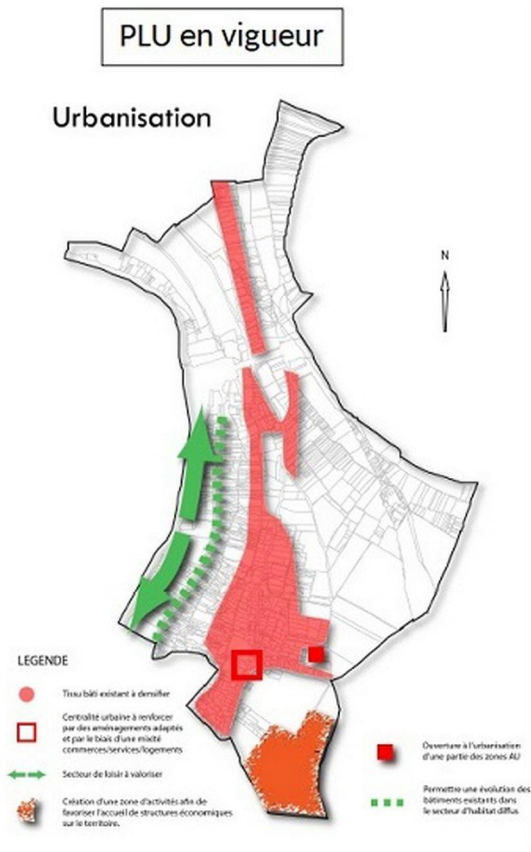 PLU en vigueur
Urbanisation
N
LEGENDE
Tissu bâti existant à densifier
Centralité urbaine à renforcer
par des aménagements adaptés
et par le biais d'une mixité
commerces/services/logements
Secteur de loisir à valoriser
Création d'une zone d'activités afin de
favoriser l'accueil de structures économiques
sur le territoire.
Ouverture à l'urbanisation
d'une partie des zones AU
Permettre une évolution des
bâtiments existants dans
le secteur d'habitat diffus